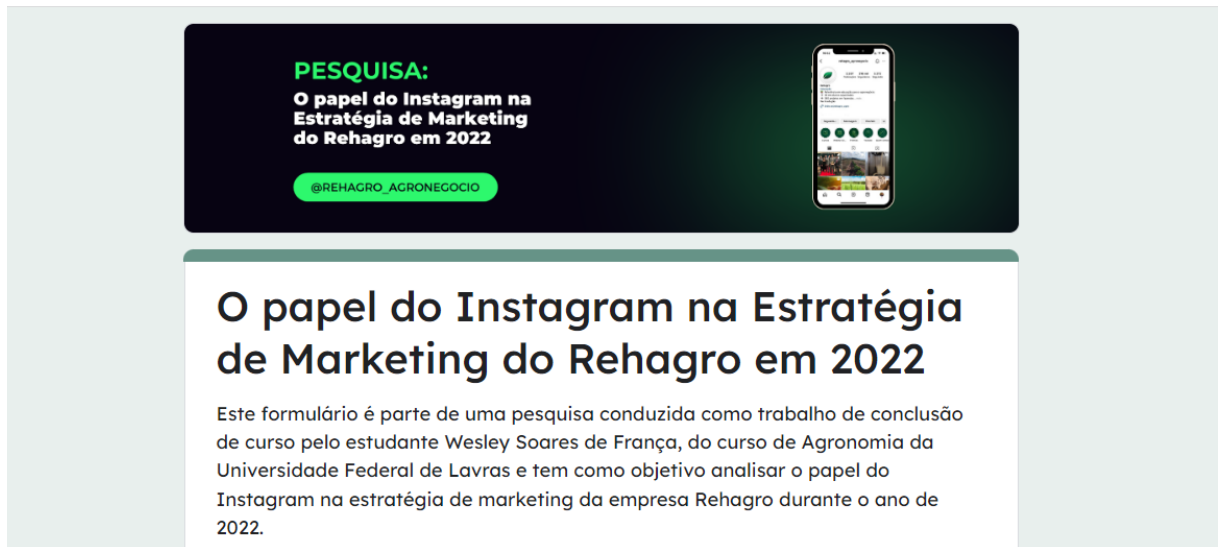 PESQUISA:
O papel do Instagram na
Estratégia de Marketing
do Rehagro em 2022
@REHAGRO_AGRONEGOCIO
O papel do Instagram na Estratégia
de Marketing do Rehagro em 2022
Este formulário é parte de uma pesquisa conduzida como trabalho de conclusão
de curso pelo estudante Wesley Soares de França, do curso de Agronomia da
Universidade Federal de Lavras e tem como objetivo analisar o papel do
Instagram na estratégia de marketing da empresa Rehagro durante o ano de
2022.